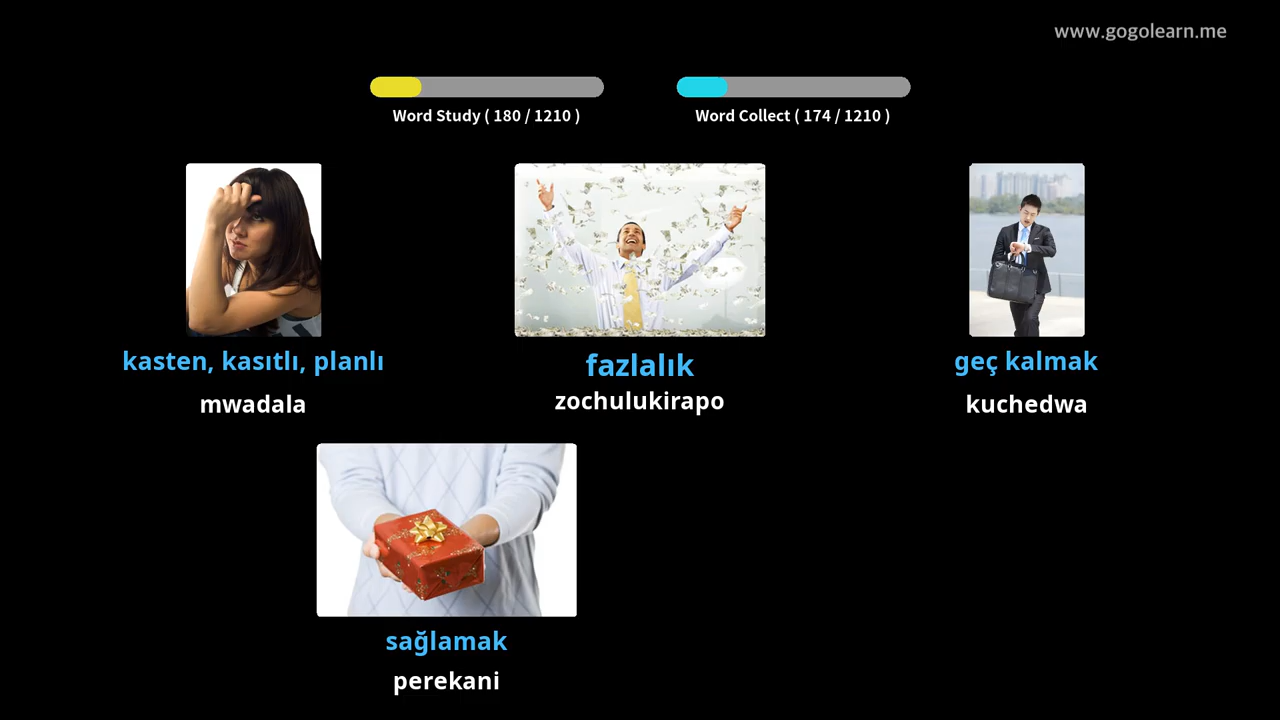 www.gogolearn.me
Word Study ( 180 / 1210 )
Word Collect ( 174 / 1210 )
kasten, kasıtlı, planlı
mwadala
fazlalık
zochulukirapo
geç kalmak
kuchedwa
sağlamak
perekani